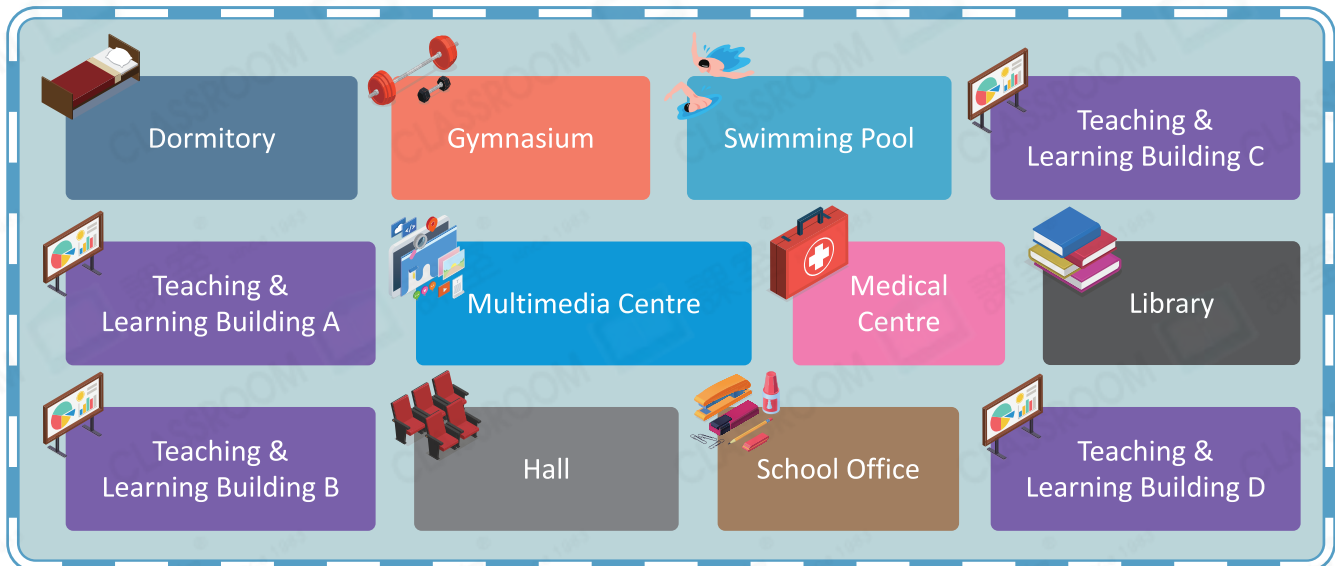 Dormitory
Gymnasium
Swimming Pool
Teaching &
Learning Building C
Teaching &
Learning Building A
Multimedia Centre
Medical
Centre
Library
Teaching &
Learning Building B
Hall
School Office
Teaching &
Learning Building D